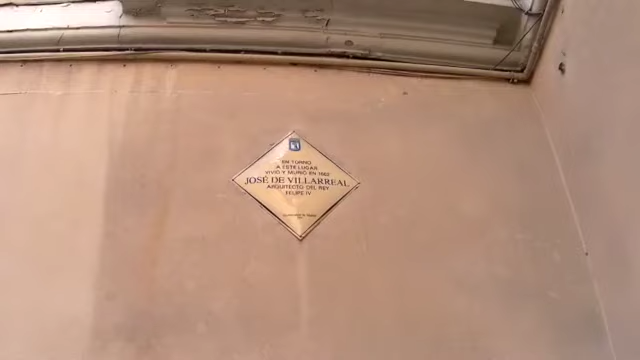 EN TORNO
A ESTE LUGAR
VIVIÓ Y MURIÓ EN 1662
JOSÉ DE VILLARREAL
ARQUITECTO DEL REY
FELIPE IV